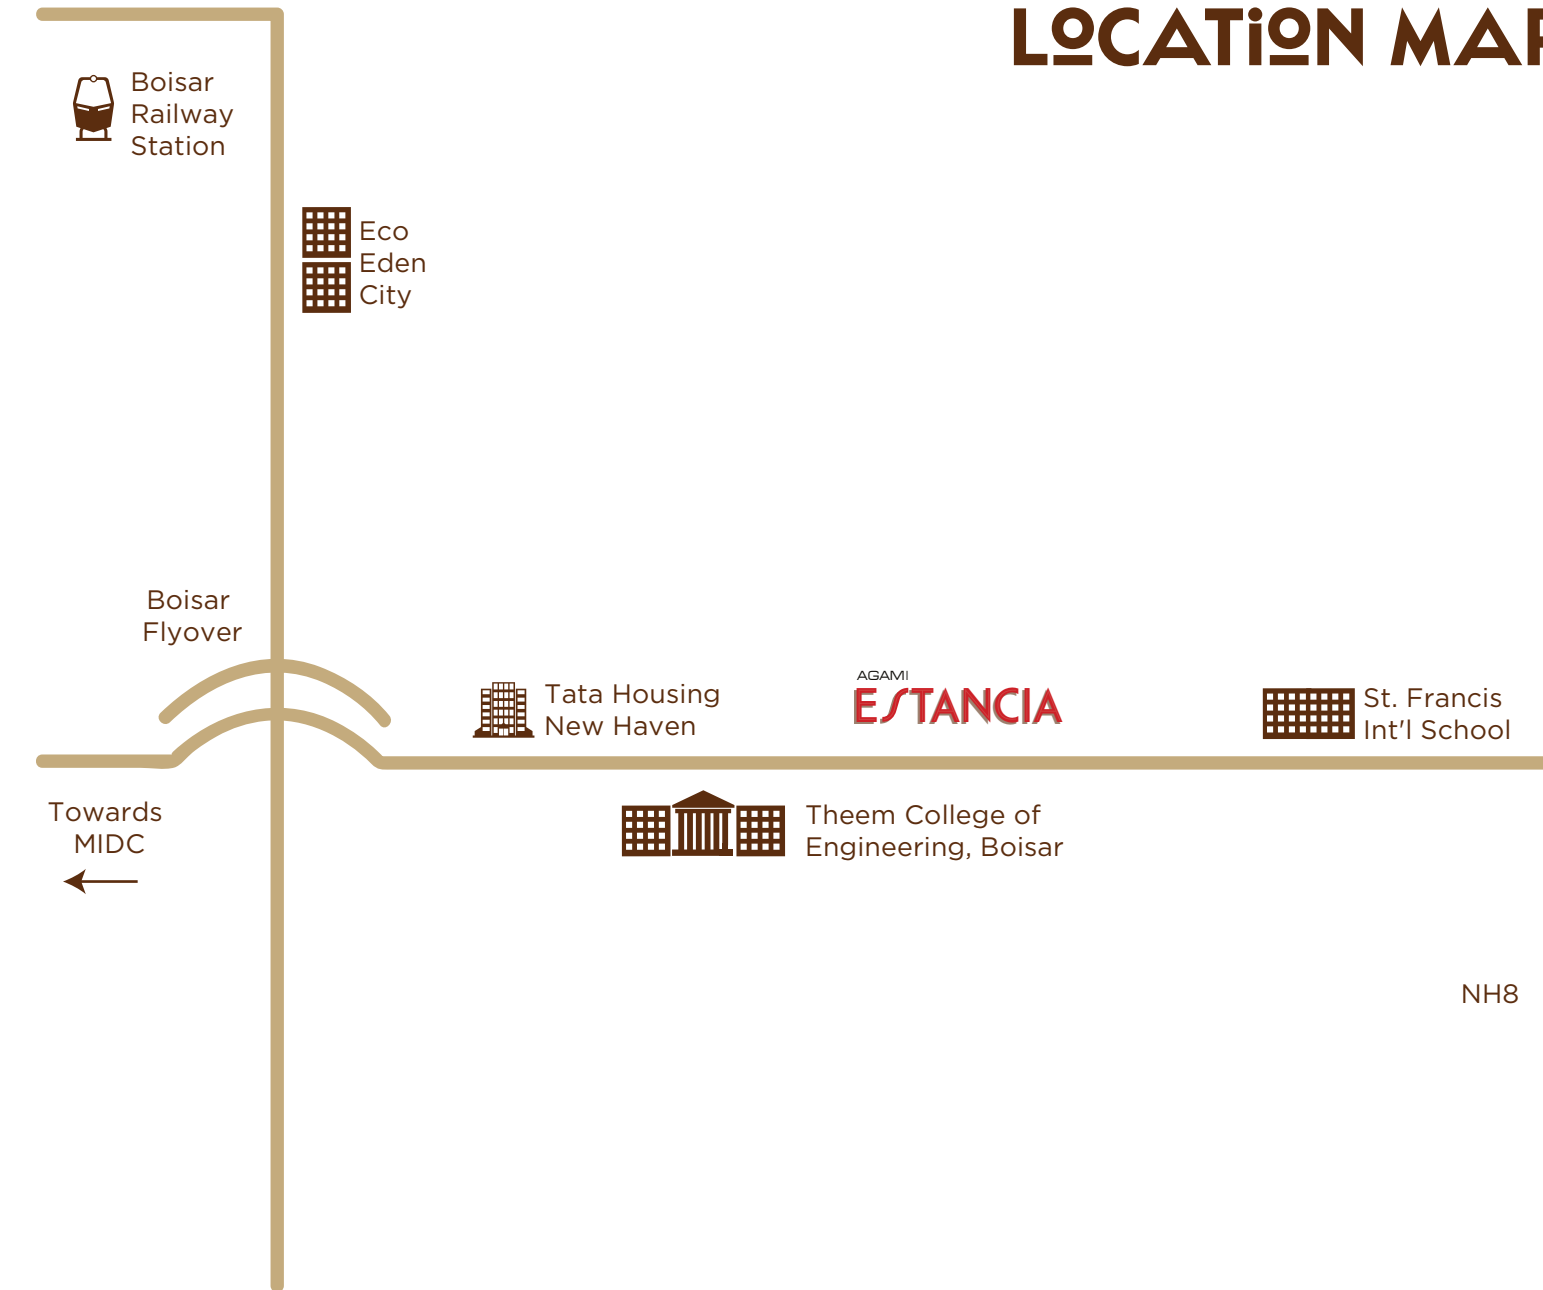 LOCATION MAP
Boisar
Railway
Station
Eco
Eden
City
Boisar
Flyover
Tata Housing
New Haven
AGAMI
ESTANCIA
St. Francis
Int'l School
Towards
MIDC
Theem College of
Engineering, Boisar
NH8